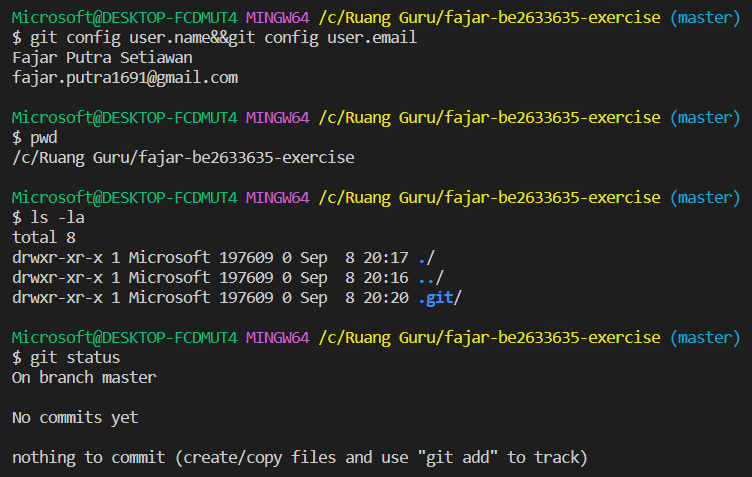 Microsoft@DESKTOP-FCDMUT4 MINGW64 /c/Ruang Guru/fajar-be2633635-exercise (master)
$ git config user.name&&git config user.email
Fajar Putra Setiawan
fajar.putra1691@gmail.com
Microsoft@DESKTOP-FCDMUT4 MINGW64 /c/Ruang Guru/fajar-be2633635-exercise (master)
$ pwd
/c/Ruang Guru/fajar-be2633635-exercise
Microsoft@DESKTOP-FCDMUT4 MINGW64 /c/Ruang Guru/fajar-be2633635-exercise (master)
$ ls -la
total 8
drwxr-xr-x 1 Microsoft 197609 0 Sep  8 20:17 ./
drwxr-xr-x 1 Microsoft 197609 0 Sep  8 20:16 ../
drwxr-xr-x 1 Microsoft 197609 0 Sep  8 20:20 .git/
Microsoft@DESKTOP-FCDMUT4 MINGW64 /c/Ruang Guru/fajar-be2633635-exercise (master)
$ git status
On branch master
No commits yet
nothing to commit (create/copy files and use "git add" to track)